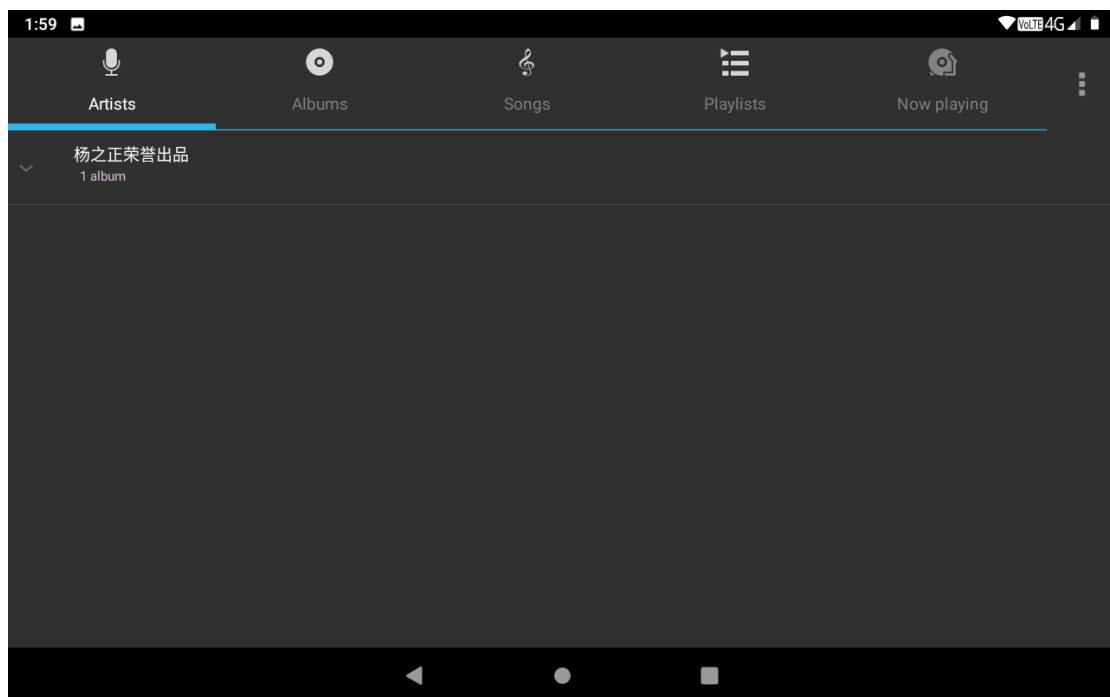 1:59 VoLTE 4G
Artists Albums Songs Playlists Now playing
杨之正荣誉出品
1 album